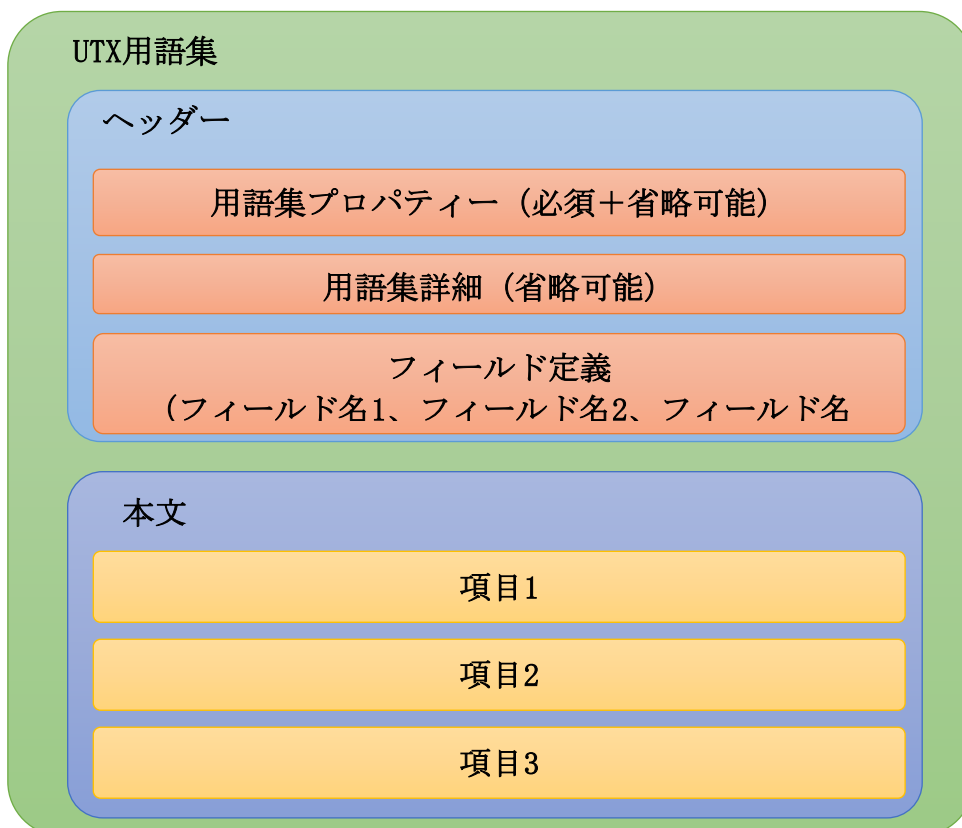 UTX用語集
ヘッダー
用語集プロパティー（必須＋省略可能）
用語集詳細（省略可能）
フィールド定義
（フィールド名1、フィールド名2、フィールド名
本文
項目1
項目2
項目3